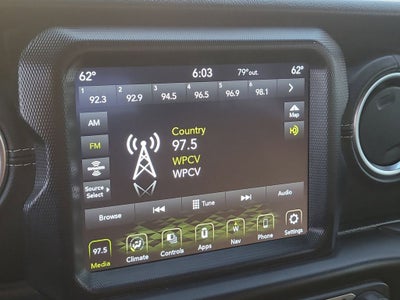 62° 6:03 79° out. 62°
1 92.3 2 92.9 3 94.5 4 96.5 5 96.9 6 98.1
AM
Map
Country
FM
97.5
WPCV
WPCV
Source Select
Browse Tune Audio
97.5
Media Climate Controls Apps Nav Phone Settings